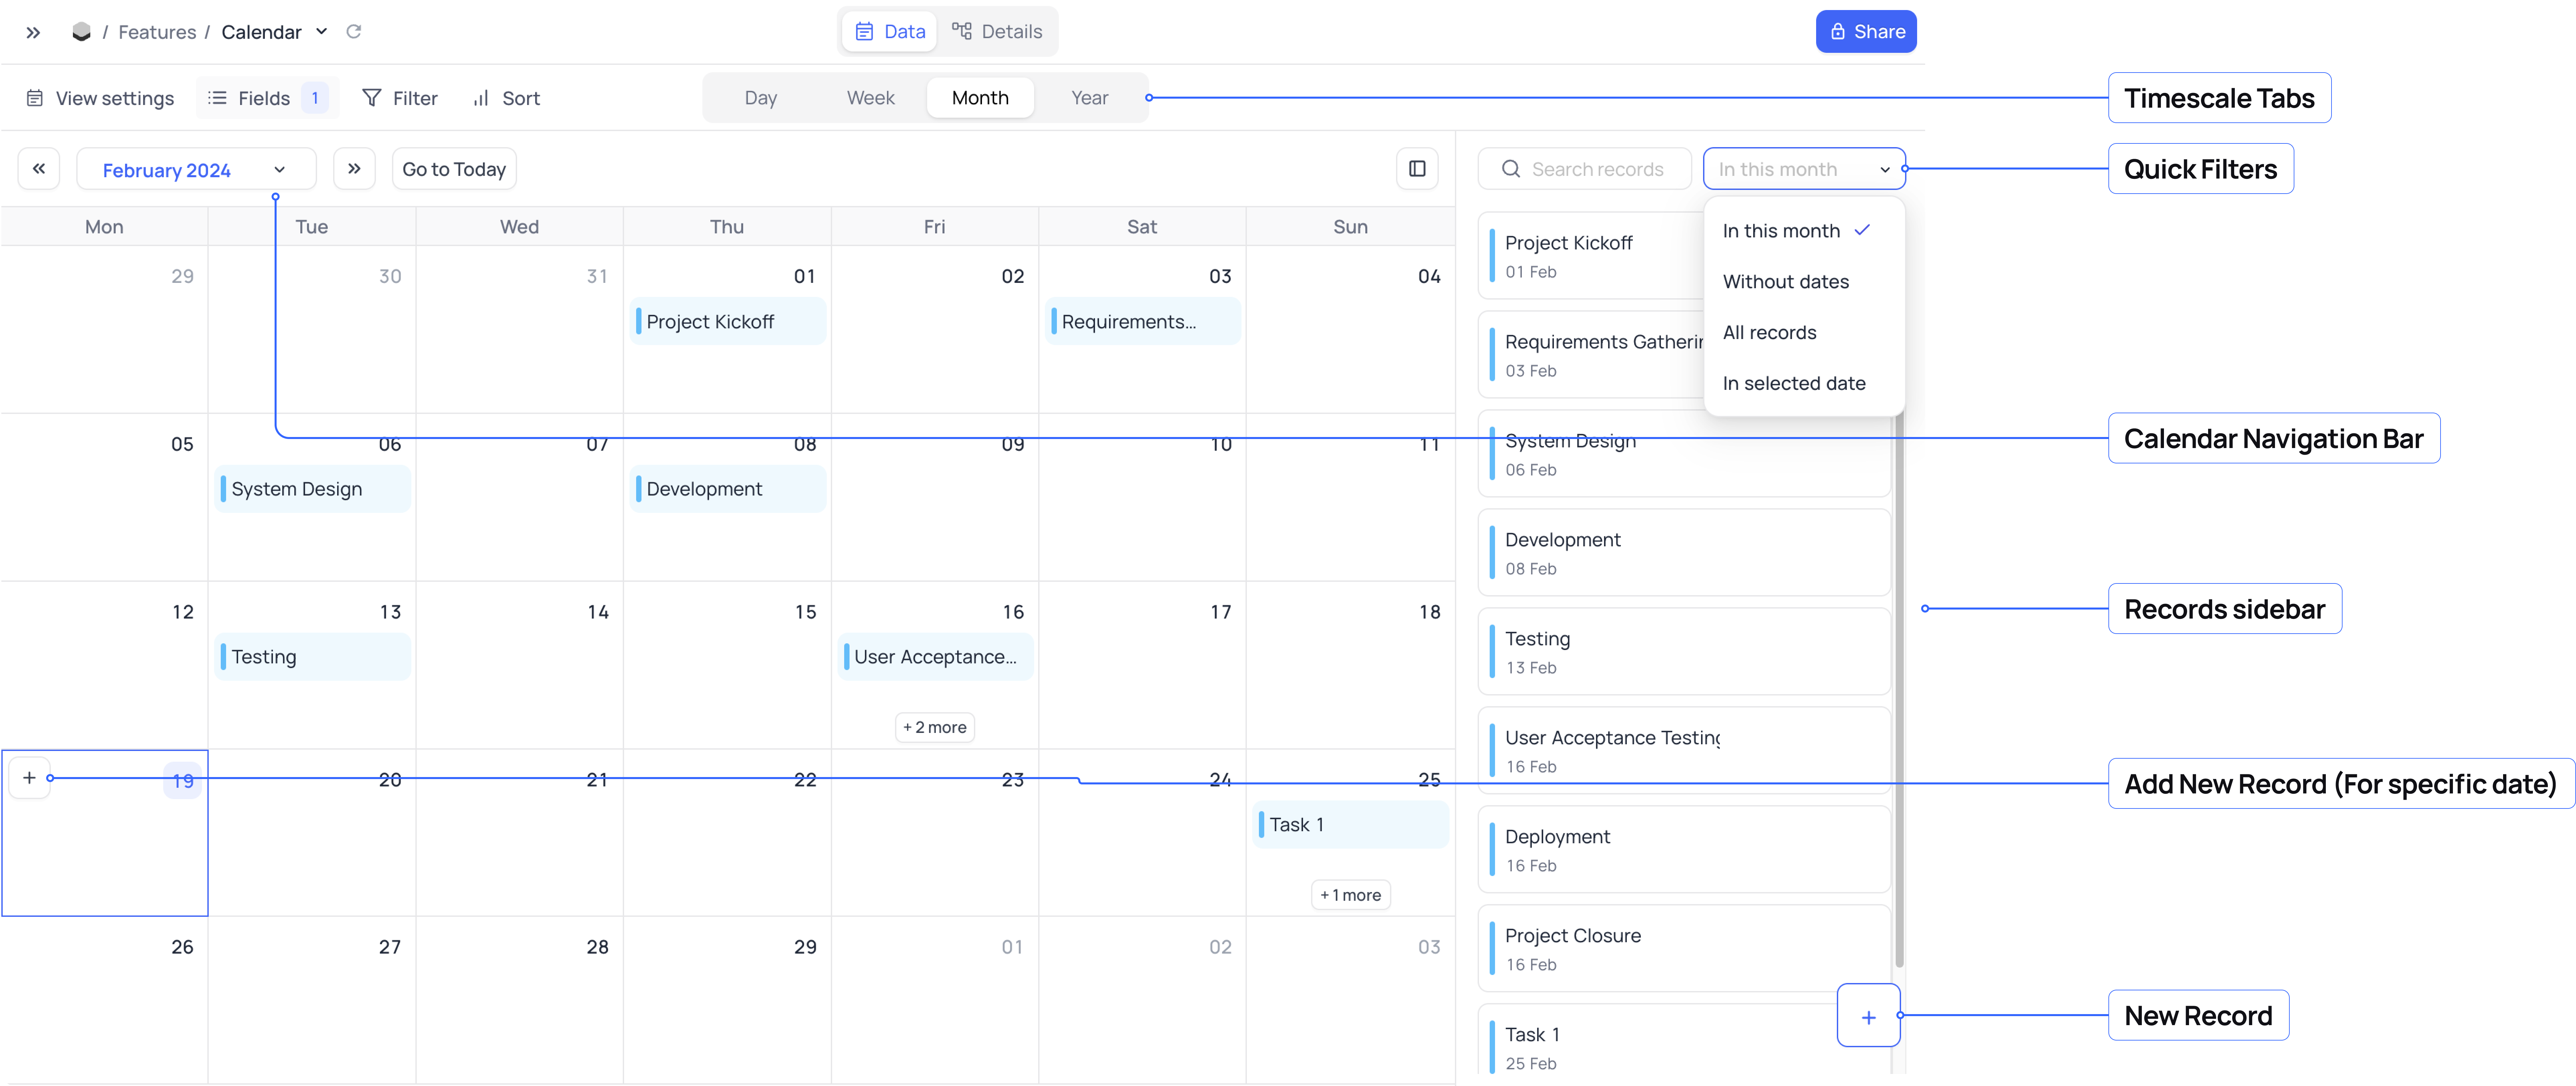 / Features / Calendar
Data
Details
Share
View settings
Fields 1
Filter
Sort
Day Week Month Year
Timescale Tabs
February 2024
Go to Today
Search records
In this month
Quick Filters
Mon Tue Wed Thu Fri Sat Sun
29 30 31 01 02 03 04
Project Kickoff
Requirements...
05 06 07 08 09 10 11
System Design
Development
12 13 14 15 16 17 18
Testing
User Acceptance...
+ 2 more
19 20 21 22 23 24 25
Task 1
+ 1 more
26 27 28 29 01 02 03
In this month
Without dates
All records
In selected date
Project Kickoff
01 Feb
Requirements Gatherin
03 Feb
System Design
06 Feb
Development
08 Feb
Testing
13 Feb
User Acceptance Testing
16 Feb
Deployment
16 Feb
Project Closure
16 Feb
Task 1
25 Feb
+
Calendar Navigation Bar
Records sidebar
Add New Record (For specific date)
New Record